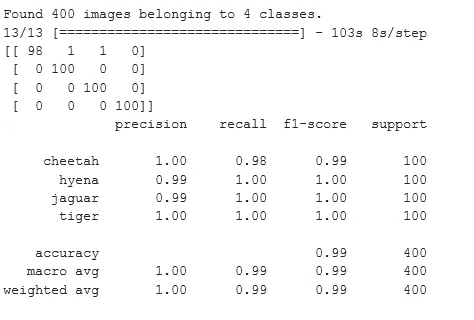 Found 400 images belonging to 4 classes.
13/13 [==============================] - 103s 8s/step
[[ 98   1   1   0]
 [  0 100   0   0]
 [  0   0 100   0]
 [  0   0   0 100]]
              precision    recall  f1-score   support

     cheetah       1.00      0.98      0.99       100
       hyena       0.99      1.00      1.00       100
      jaguar       0.99      1.00      1.00       100
       tiger       1.00      1.00      1.00       100

    accuracy                           0.99       400
   macro avg       1.00      0.99      0.99       400
weighted avg       1.00      0.99      0.99       400